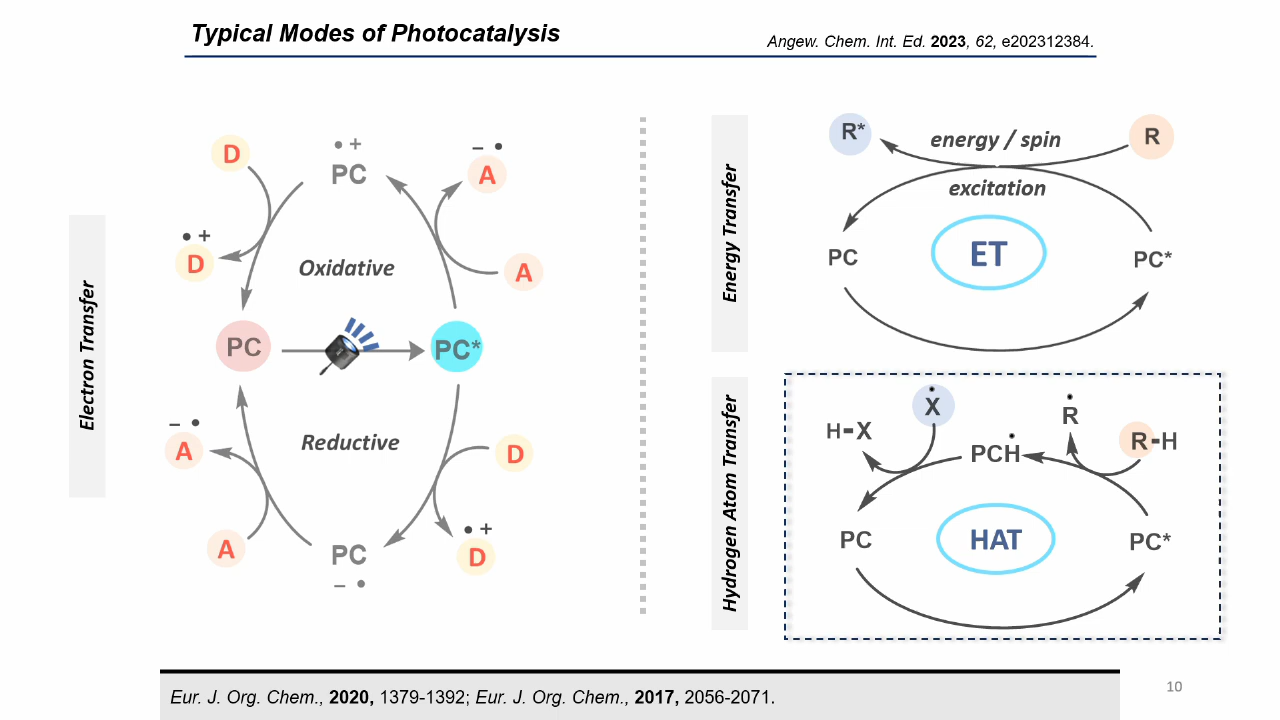 Typical Modes of Photocatalysis
Angew. Chem. Int. Ed. 2023, 62, e202312384.
Electron Transfer
D
• +
PC
– •
A
• +
D
Oxidative
A
PC
PC*
– •
A
Reductive
D
A
PC
– •
• +
D
Energy Transfer
R*
energy / spin
R
excitation
PC
ET
PC*
Hydrogen Atom Transfer
H-X
•
X
PCH
•
•
R
R-H
PC
HAT
PC*
Eur. J. Org. Chem., 2020, 1379-1392; Eur. J. Org. Chem., 2017, 2056-2071.
10